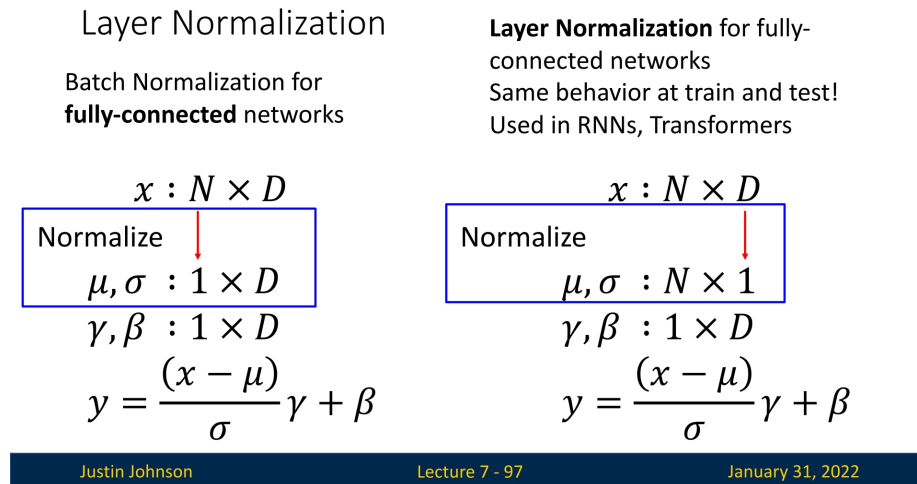 Layer Normalization
Batch Normalization for
fully-connected networks
x : N × D
Normalize
μ, σ : 1 × D
γ, β : 1 × D
y = (x − μ) / σ γ + β
Layer Normalization for fully-
connected networks
Same behavior at train and test!
Used in RNNs, Transformers
x : N × D
Normalize
μ, σ : N × 1
γ, β : 1 × D
y = (x − μ) / σ γ + β
Justin Johnson
Lecture 7 - 97
January 31, 2022